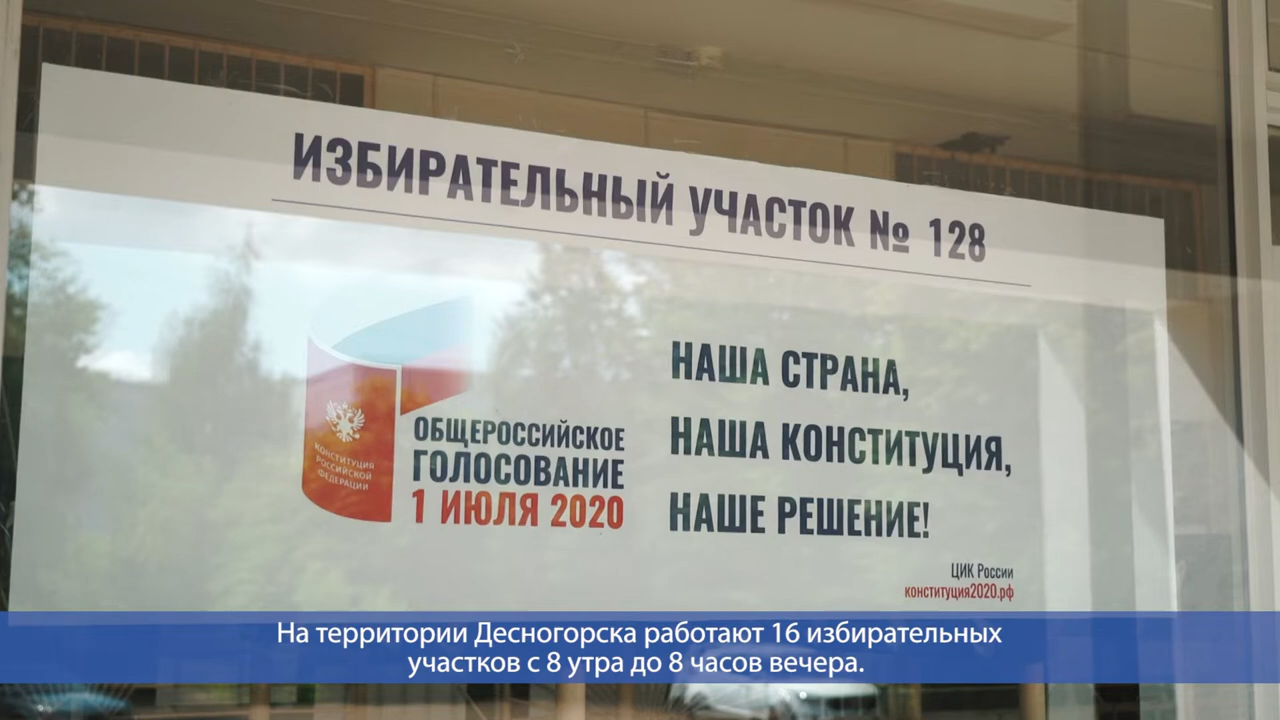 ИЗБИРАТЕЛЬНЫЙ УЧАСТОК № 128
КОНСТИТУЦИЯ
РОССИЙСКОЙ
ФЕДЕРАЦИИ
ОБЩЕРОССИЙСКОЕ
ГОЛОСОВАНИЕ
1 ИЮЛЯ 2020
НАША СТРАНА,
НАША КОНСТИТУЦИЯ,
НАШЕ РЕШЕНИЕ!
ЦИК России
конституция2020.рф
На территории Десногорска работают 16 избирательных
участков с 8 утра до 8 часов вечера.